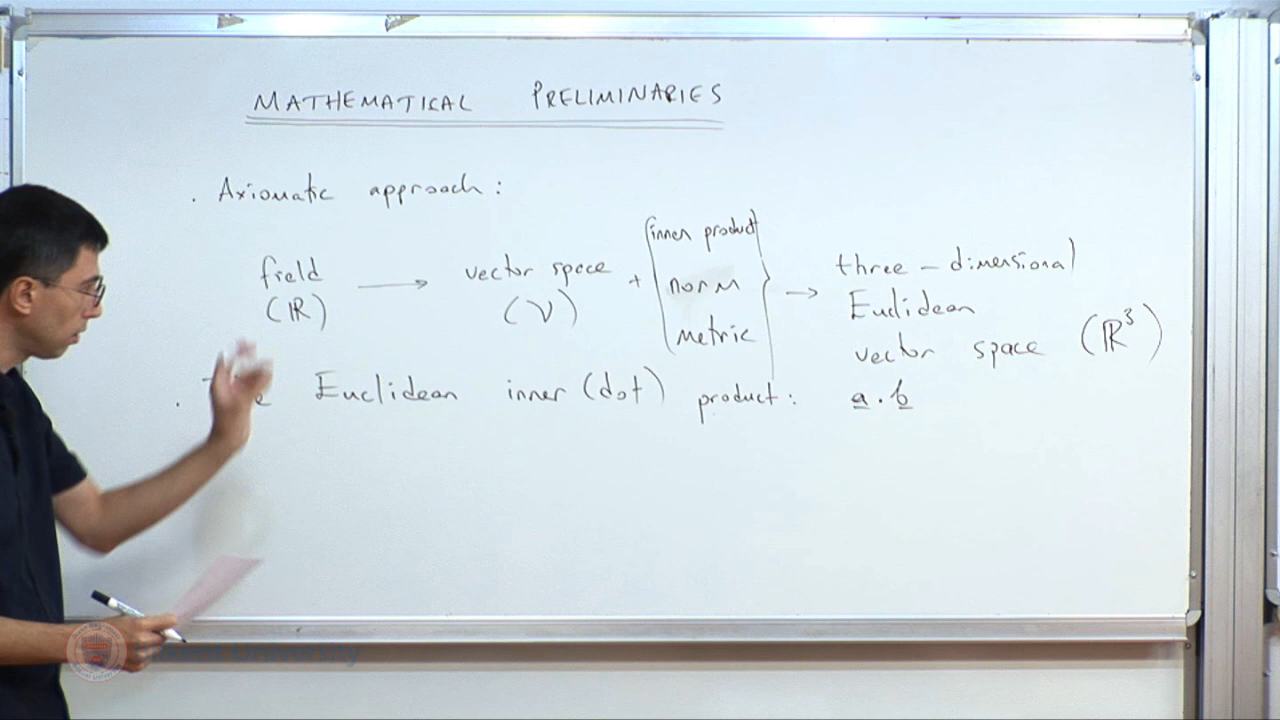 MATHEMATICAL PRELIMINARIES
. Axiomatic approach:
field → vector space + {inner product norm metric} → three-dimensional
(ℝ) (V) Euclidean
vector space (ℝ³)
. Euclidean inner (dot) product: a . b
University